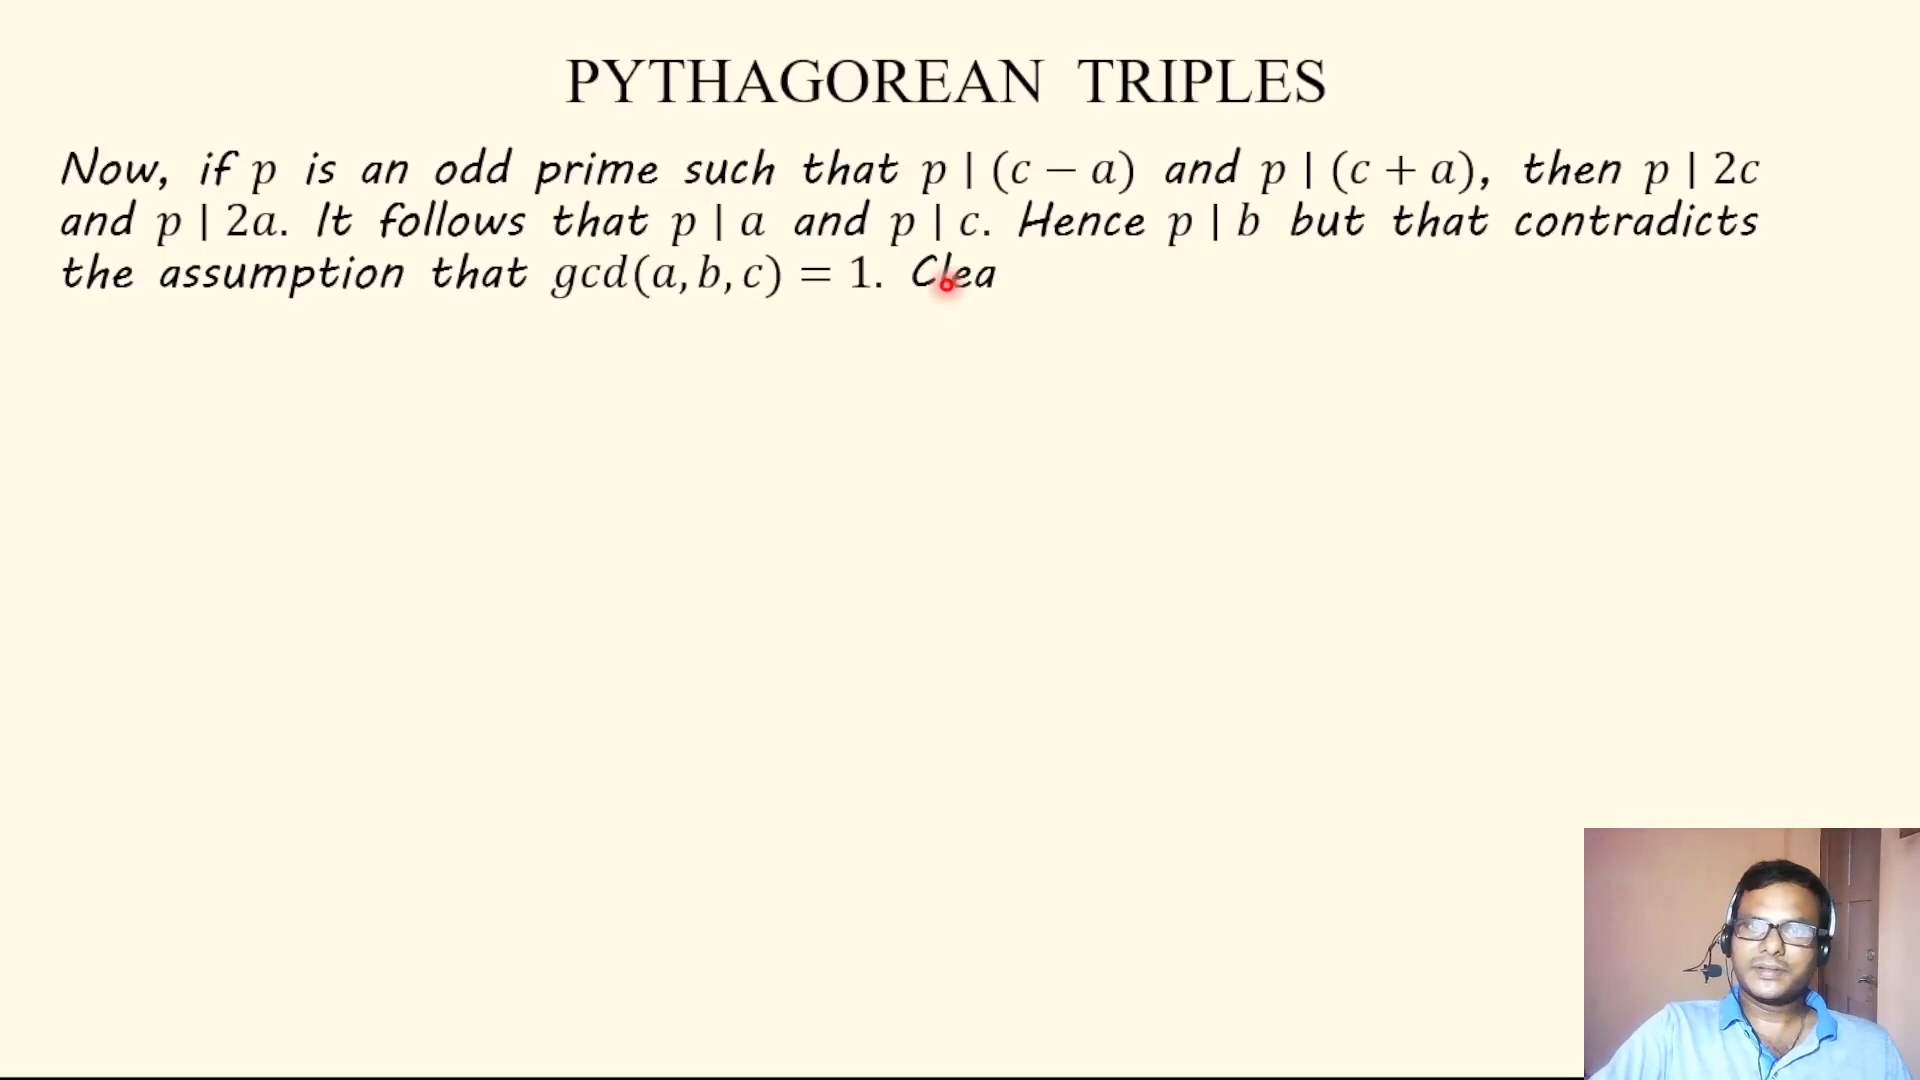 PYTHAGOREAN TRIPLES
Now, if p is an odd prime such that p | (c − a) and p | (c + a), then p | 2c
and p | 2a. It follows that p | a and p | c. Hence p | b but that contradicts
the assumption that gcd(a, b, c) = 1. Clea